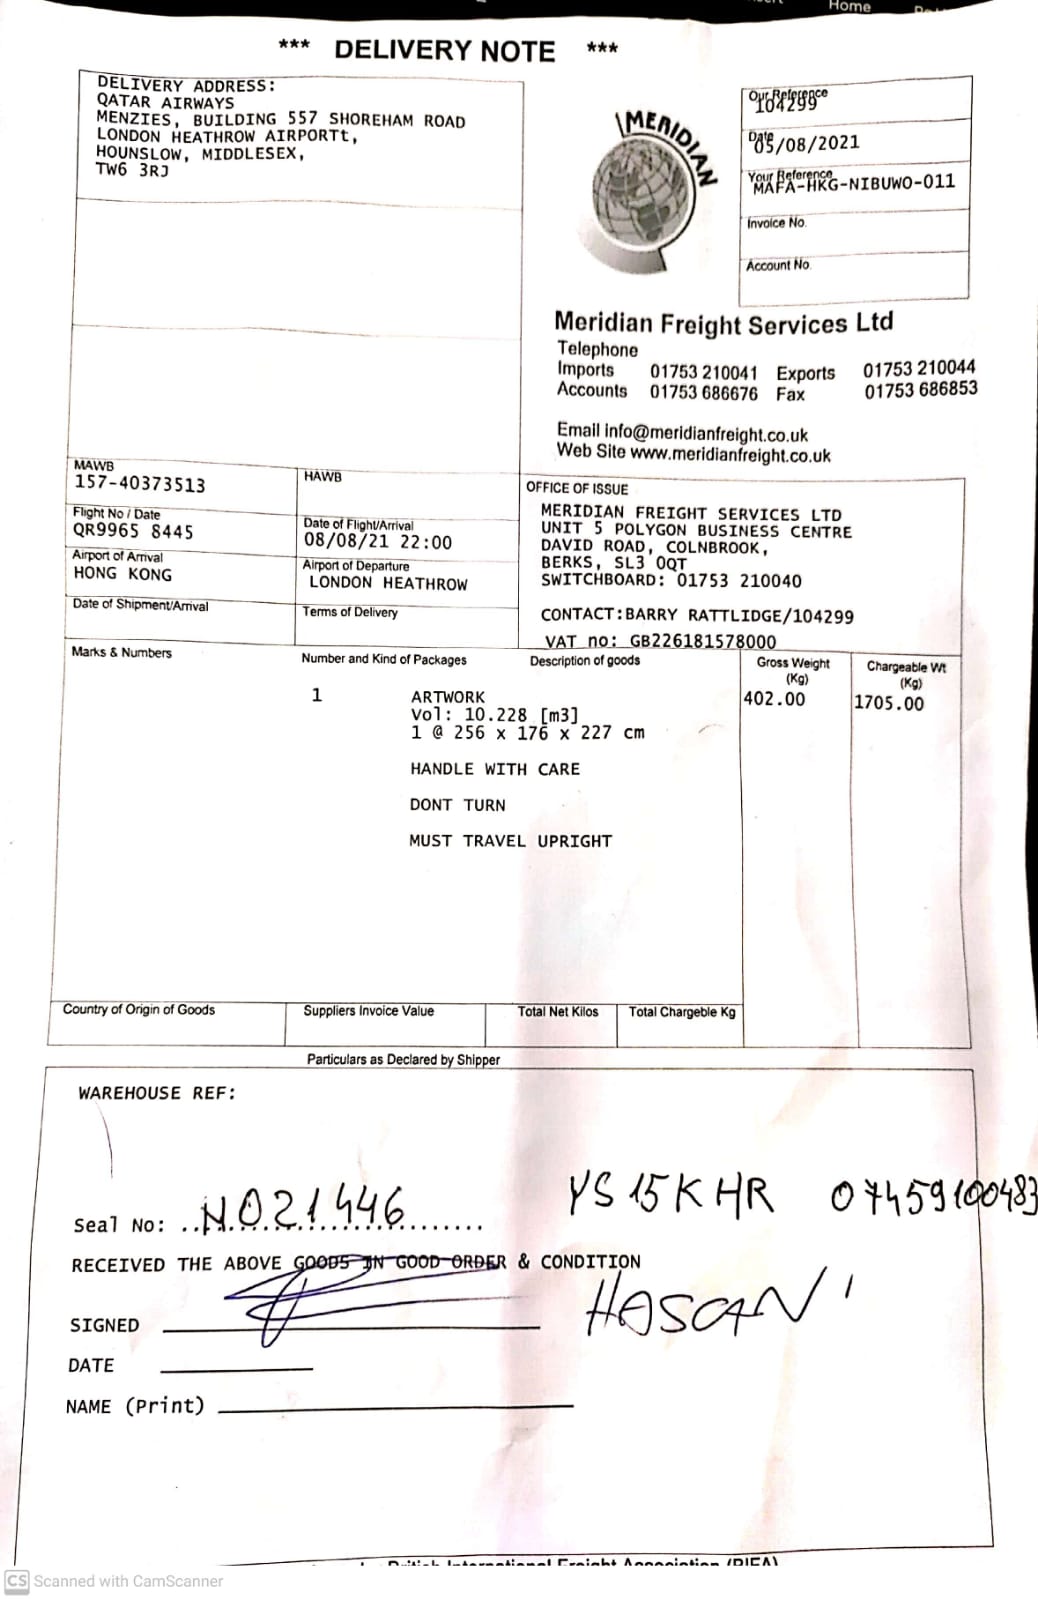 Home
*** DELIVERY NOTE ***
DELIVERY ADDRESS:
QATAR AIRWAYS
MENZIES, BUILDING 557 SHOREHAM ROAD
LONDON HEATHROW AIRPORTt,
HOUNSLOW, MIDDLESEX,
TW6 3RJ
MERIDIAN
Our Reference
104299
Date
05/08/2021
Your Reference
MAFA-HKG-NIBUWO-011
Invoice No.
Account No.
Meridian Freight Services Ltd
Telephone
Imports 01753 210041 Exports 01753 210044
Accounts 01753 686676 Fax 01753 686853
Email info@meridianfreight.co.uk
Web Site www.meridianfreight.co.uk
MAWB
157-40373513
HAWB
Flight No / Date
QR9965 8445
Date of Flight/Arrival
08/08/21 22:00
Airport of Arrival
HONG KONG
Airport of Departure
LONDON HEATHROW
Date of Shipment/Arrival
Terms of Delivery
OFFICE OF ISSUE
MERIDIAN FREIGHT SERVICES LTD
UNIT 5 POLYGON BUSINESS CENTRE
DAVID ROAD, COLNBROOK,
BERKS, SL3 0QT
SWITCHBOARD: 01753 210040
CONTACT:BARRY RATTLIDGE/104299
VAT no: GB226181578000
Marks & Numbers
Number and Kind of Packages
Description of goods
Gross Weight
(Kg)
Chargeable Wt
(Kg)
1 ARTWORK 402.00 1705.00
Vol: 10.228 [m3]
1 @ 256 x 176 x 227 cm
HANDLE WITH CARE
DONT TURN
MUST TRAVEL UPRIGHT
Country of Origin of Goods
Suppliers Invoice Value
Total Net Kilos
Total Chargeble Kg
Particulars as Declared by Shipper
WAREHOUSE REF:
YS15KHR 07459100483
Seal No: N021446
RECEIVED THE ABOVE GOODS IN GOOD ORDER & CONDITION
SIGNED
DATE
NAME (Print)
British International Freight Association (BIFA)
CS Scanned with CamScanner